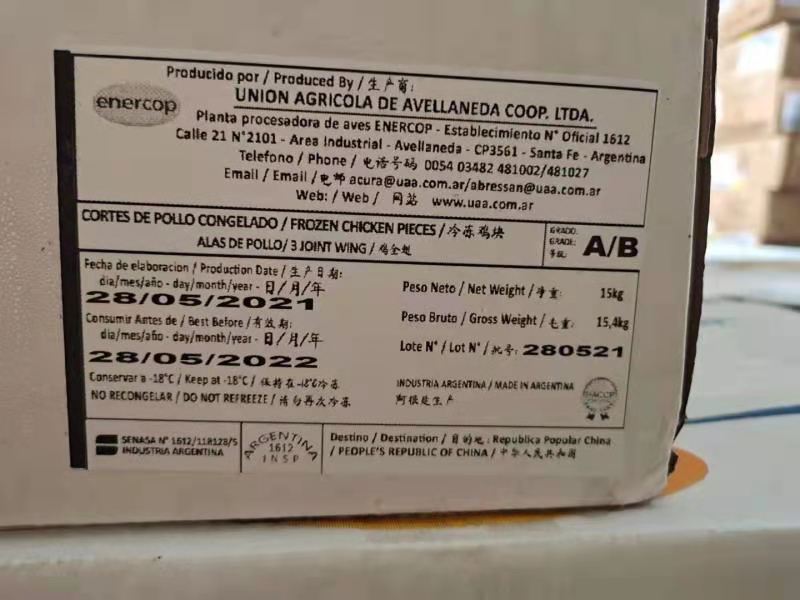 Producido por / Produced By / 生产商:
enercop
UNION AGRICOLA DE AVELLANEDA COOP. LTDA.
Planta procesadora de aves ENERCOP - Establecimiento N° Oficial 1612
Calle 21 N°2101 - Area Industrial - Avellaneda - CP3561 - Santa Fe - Argentina
Telefono / Phone / 电话号码 0054 03482 481002/481027
Email / Email / 电邮 acura@uaa.com.ar/abressan@uaa.com.ar
Web: / Web / 网站 www.uaa.com.ar
CORTES DE POLLO CONGELADO / FROZEN CHICKEN PIECES / 冷冻鸡块
ALAS DE POLLO / 3 JOINT WING / 鸡全翅
GRADO:
GRADE:
等级:
A/B
Fecha de elaboracion / Production Date / 生产日期:
dia/mes/año - day/month/year - 日/月/年
28/05/2021
Consumir Antes de / Best Before / 有效期:
dia/mes/año - day/month/year - 日/月/年
28/05/2022
Conservar a -18°C / Keep at -18°C / 保持在-18℃冷冻
NO RECONGELAR / DO NOT REFREEZE / 请勿再次冷冻
Peso Neto / Net Weight / 净重: 15kg
Peso Bruto / Gross Weight / 毛重: 15,4kg
Lote N° / Lot N° / 批号: 280521
INDUSTRIA ARGENTINA / MADE IN ARGENTINA
阿根廷生产
HACCP
SENASA N° 1612/118128/5
INDUSTRIA ARGENTINA
ARGENTINA
1612
INSP
Destino / Destination / 目的地: Republica Popular China
/ PEOPLE'S REPUBLIC OF CHINA / 中华人民共和国